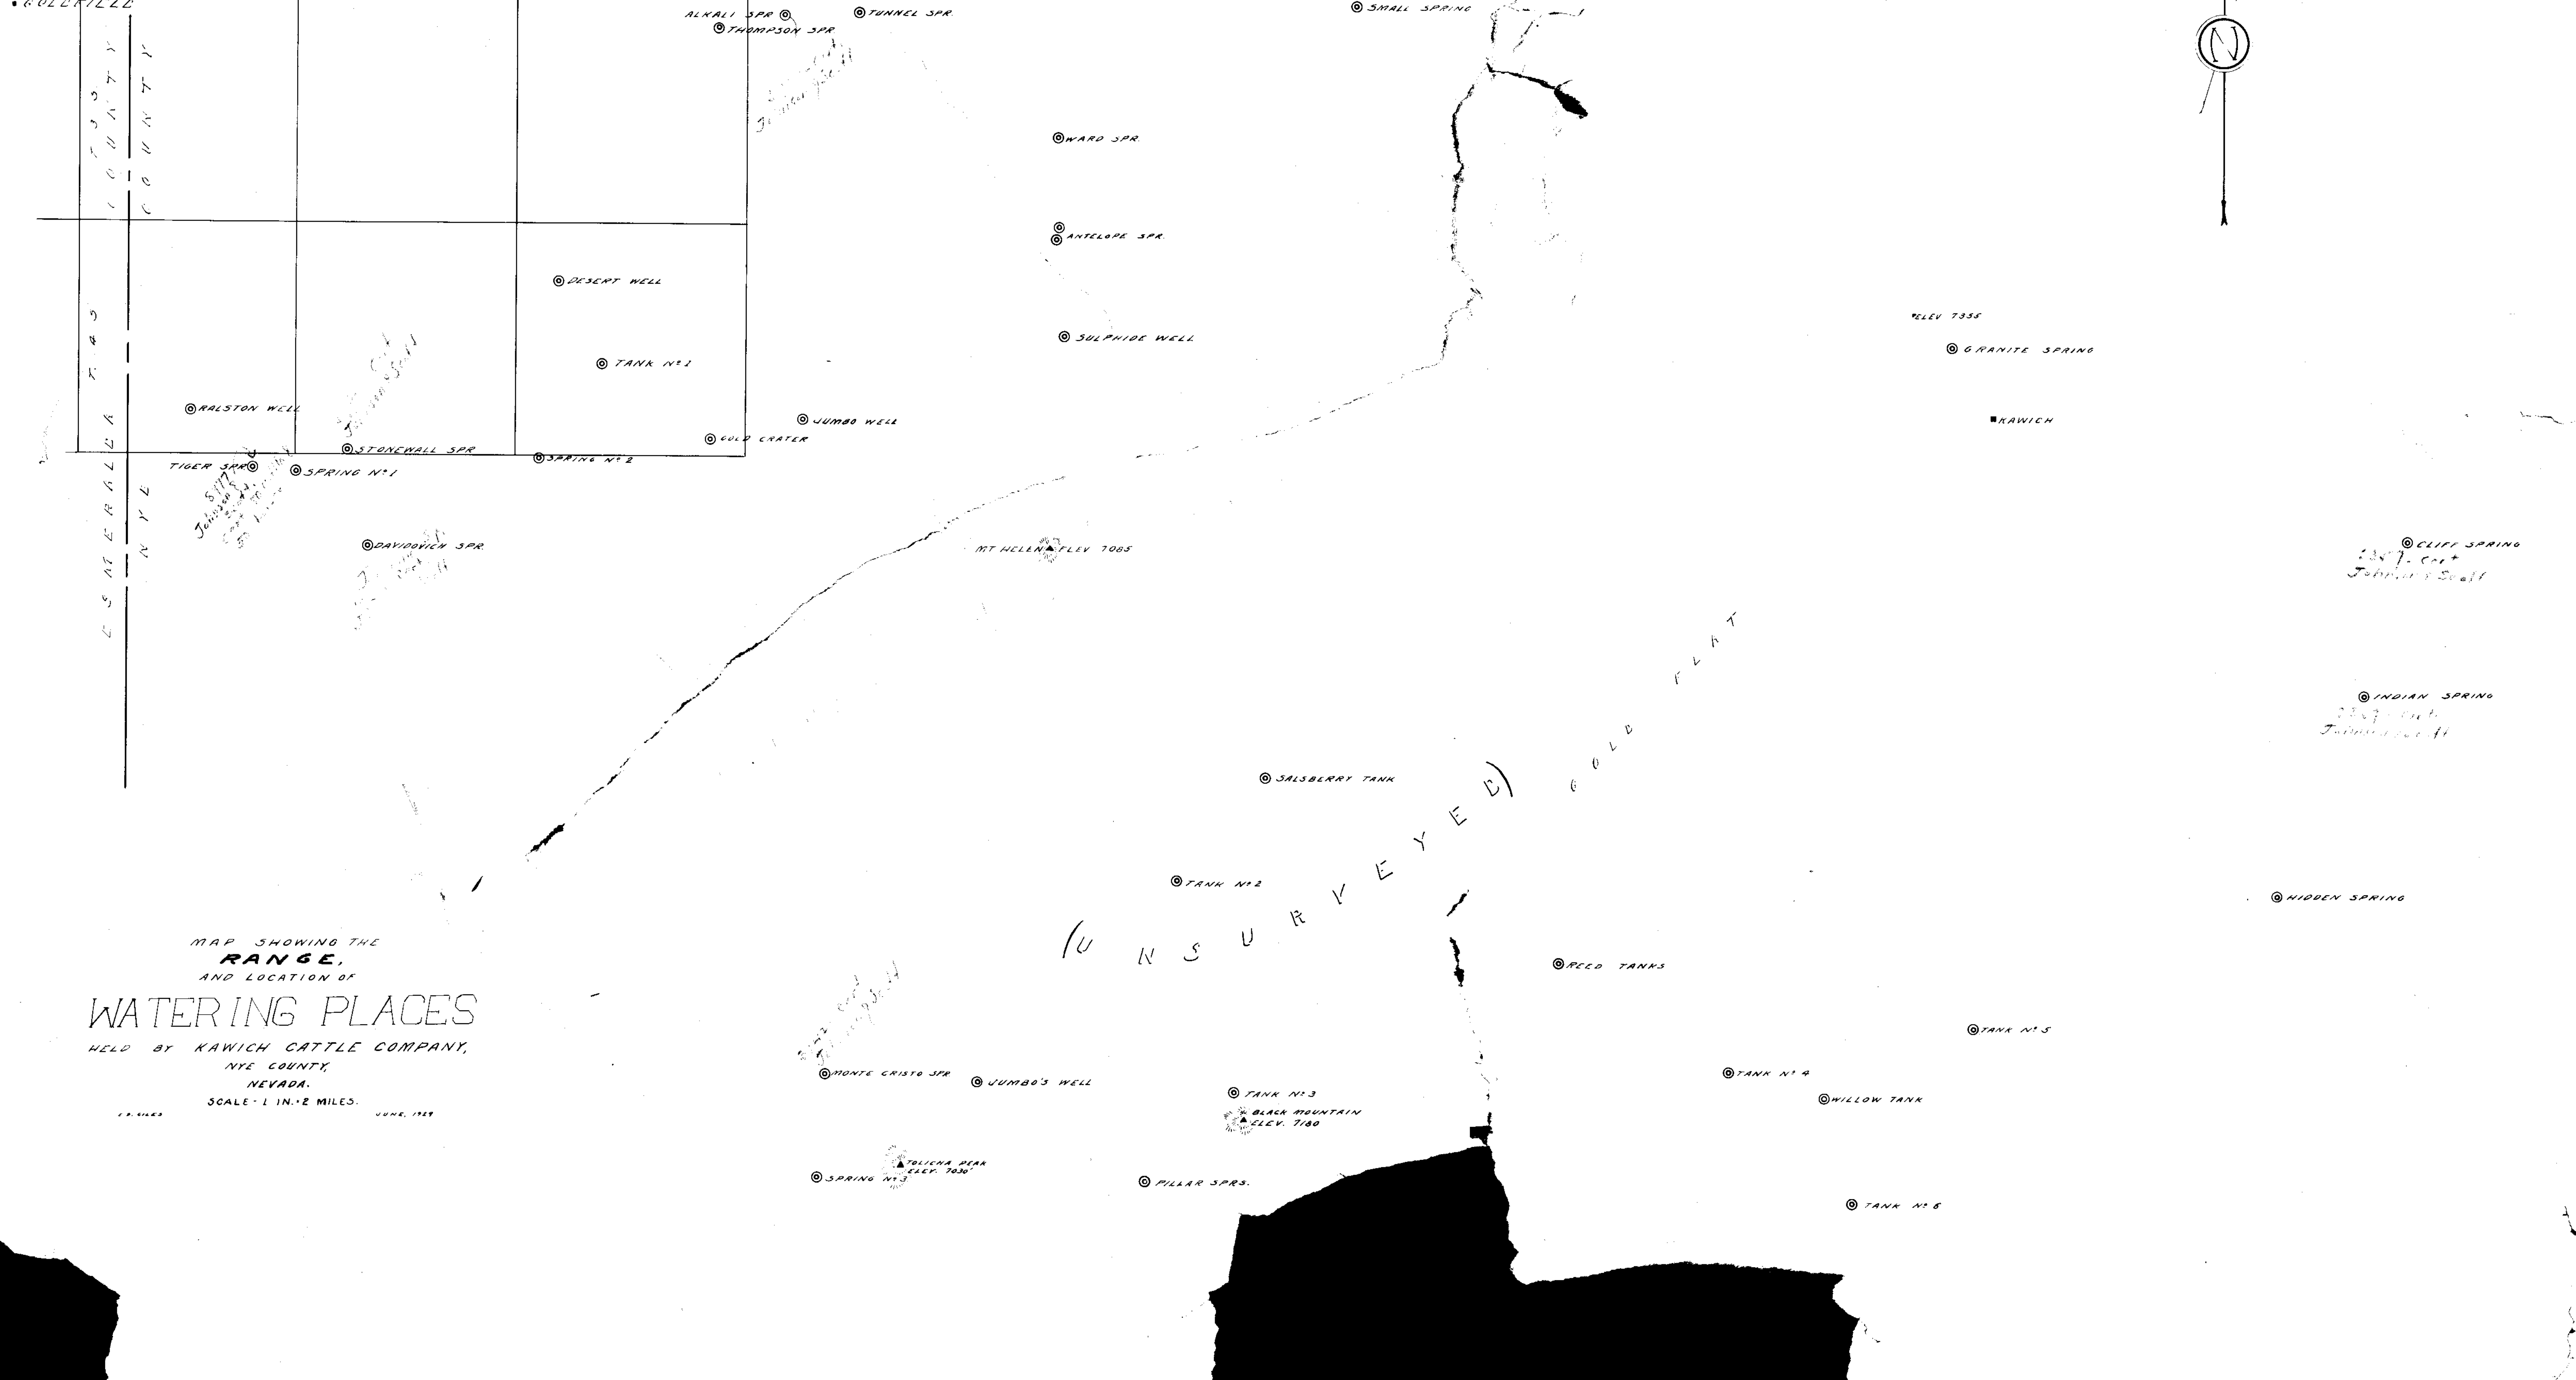 GOLDFIELD
ALKALI SPR
TUNNEL SPR.
THOMPSON SPR
SMALL SPRING
N
COUNTY
COUNTY
WARD SPR.
ANTELOPE SPR.
DESERT WELL
SULPHIDE WELL
ELEV 7355
GRANITE SPRING
T. 4 S
TANK Nº 1
RALSTON WELL
JUMBO WELL
KAWICH
GOLD CRATER
STONEWALL SPR
SPRING Nº 2
TIGER SPR
SPRING Nº 1
ESMERALDA
NYE
DAVIDOVICH SPR.
MT HELEN ELEV 7085
CLIFF SPRING
Cert
Johnson & Scott
GOLD FLAT
INDIAN SPRING
SALSBERRY TANK
TANK Nº 2
(UNSURVEYED)
HIDDEN SPRING
REED TANKS
MAP SHOWING THE
RANGE,
AND LOCATION OF
WATERING PLACES
HELD BY KAWICH CATTLE COMPANY,
NYE COUNTY,
NEVADA.
SCALE - 1 IN. = 2 MILES.
JUNE, 1929
TANK Nº 5
MONTE CRISTO SPR
JUMBO'S WELL
TANK Nº 3
TANK Nº 4
WILLOW TANK
BLACK MOUNTAIN
ELEV. 7180
TOLICHA PEAK
ELEV. 7030'
SPRING Nº 3
PILLAR SPRS.
TANK Nº 6